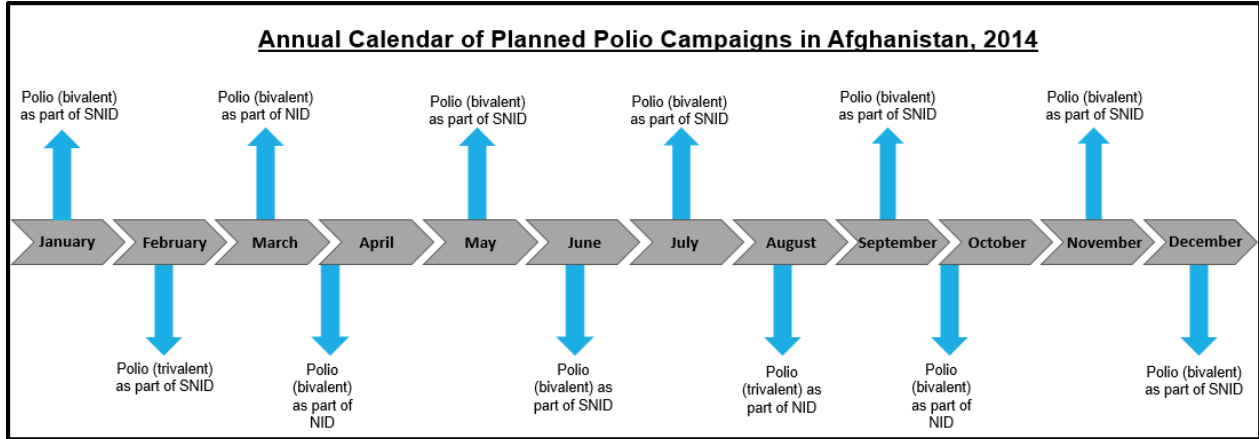 Annual Calendar of Planned Polio Campaigns in Afghanistan, 2014
Polio (bivalent)
as part of SNID
Polio (bivalent)
as part of NID
Polio (bivalent)
as part of SNID
Polio (bivalent)
as part of SNID
Polio (bivalent)
as part of SNID
Polio (bivalent)
as part of SNID
January
February
March
April
May
June
July
August
September
October
November
December
Polio (trivalent)
as part of SNID
Polio
(bivalent)
as part of
NID
Polio
(bivalent) as
part of SNID
Polio
(trivalent) as
part of NID
Polio
(bivalent)
as part of
NID
Polio (bivalent)
as part of SNID